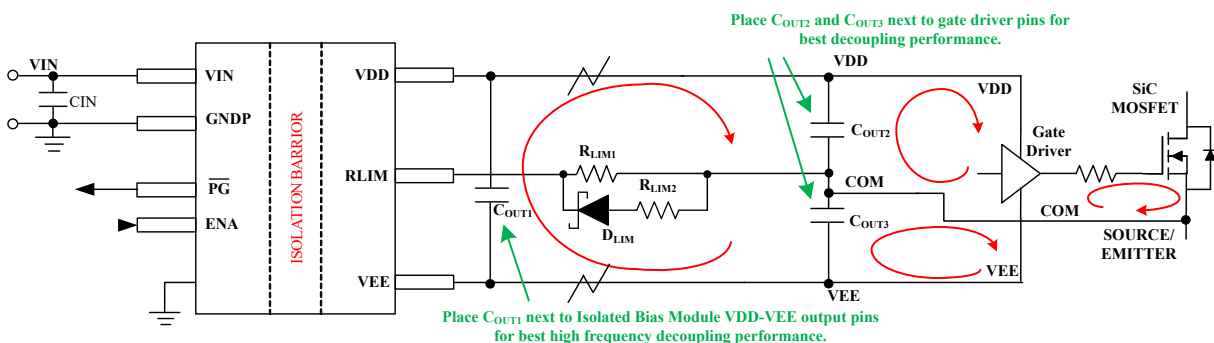 Place COUT2 and COUT3 next to gate driver pins for
best decoupling performance.
VIN
CIN
VIN
GNDP
PG
ENA
ISOLATION BARRIOR
VDD
RLIM
VEE
COUT1
RLIM1
RLIM2
DLIM
VDD
COUT2
COM
COUT3
VEE
VDD
Gate
Driver
COM
VEE
SiC
MOSFET
SOURCE/
EMITTER
Place COUT1 next to Isolated Bias Module VDD-VEE output pins
for best high frequency decoupling performance.